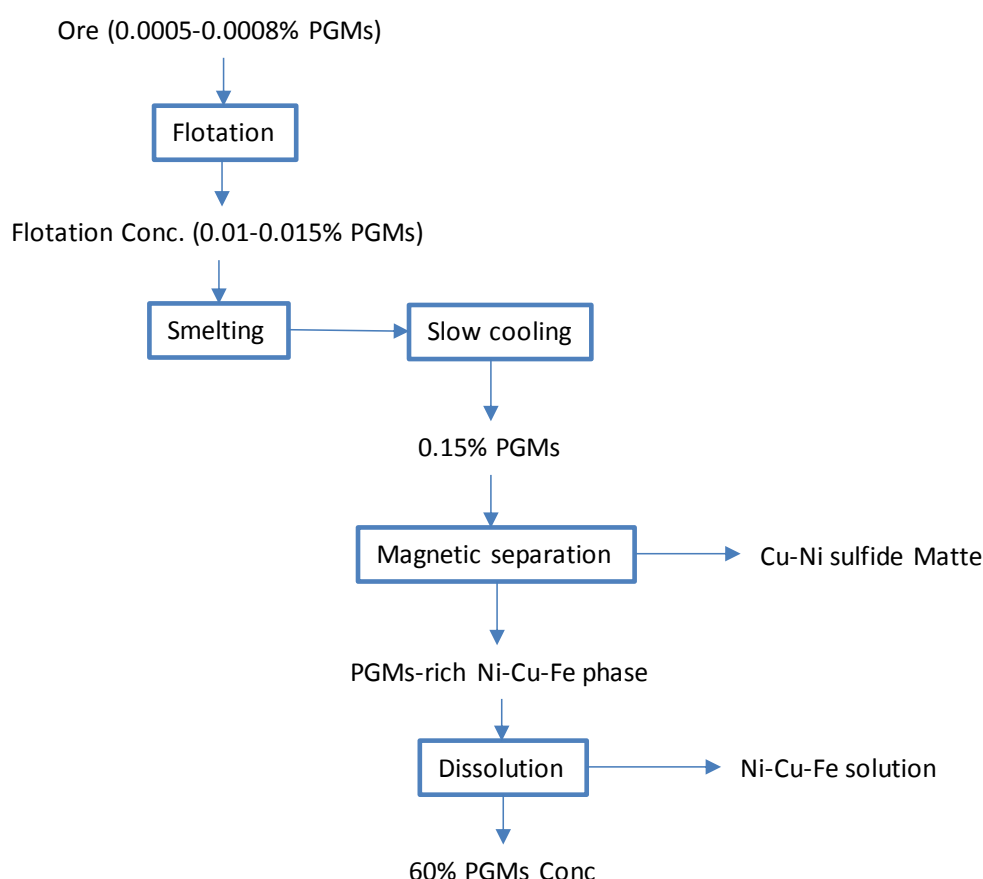 Ore (0.0005-0.0008% PGMs)
Flotation
Flotation Conc. (0.01-0.015% PGMs)
Smelting
Slow cooling
0.15% PGMs
Magnetic separation
Cu-Ni sulfide Matte
PGMs-rich Ni-Cu-Fe phase
Dissolution
Ni-Cu-Fe solution
60% PGMs Conc